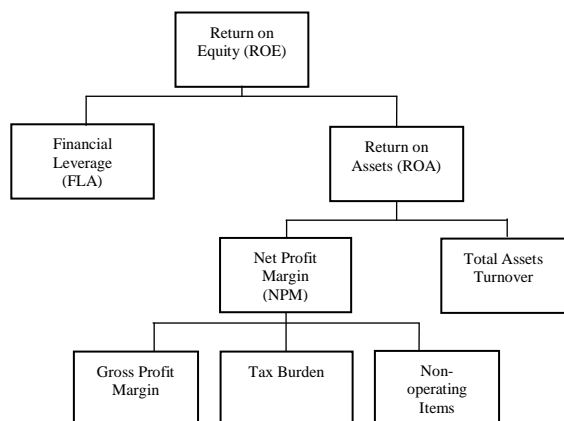 Return on
Equity (ROE)
Financial
Leverage
(FLA)
Return on
Assets (ROA)
Net Profit
Margin
(NPM)
Total Assets
Turnover
Gross Profit
Margin
Tax Burden
Non-
operating
Items